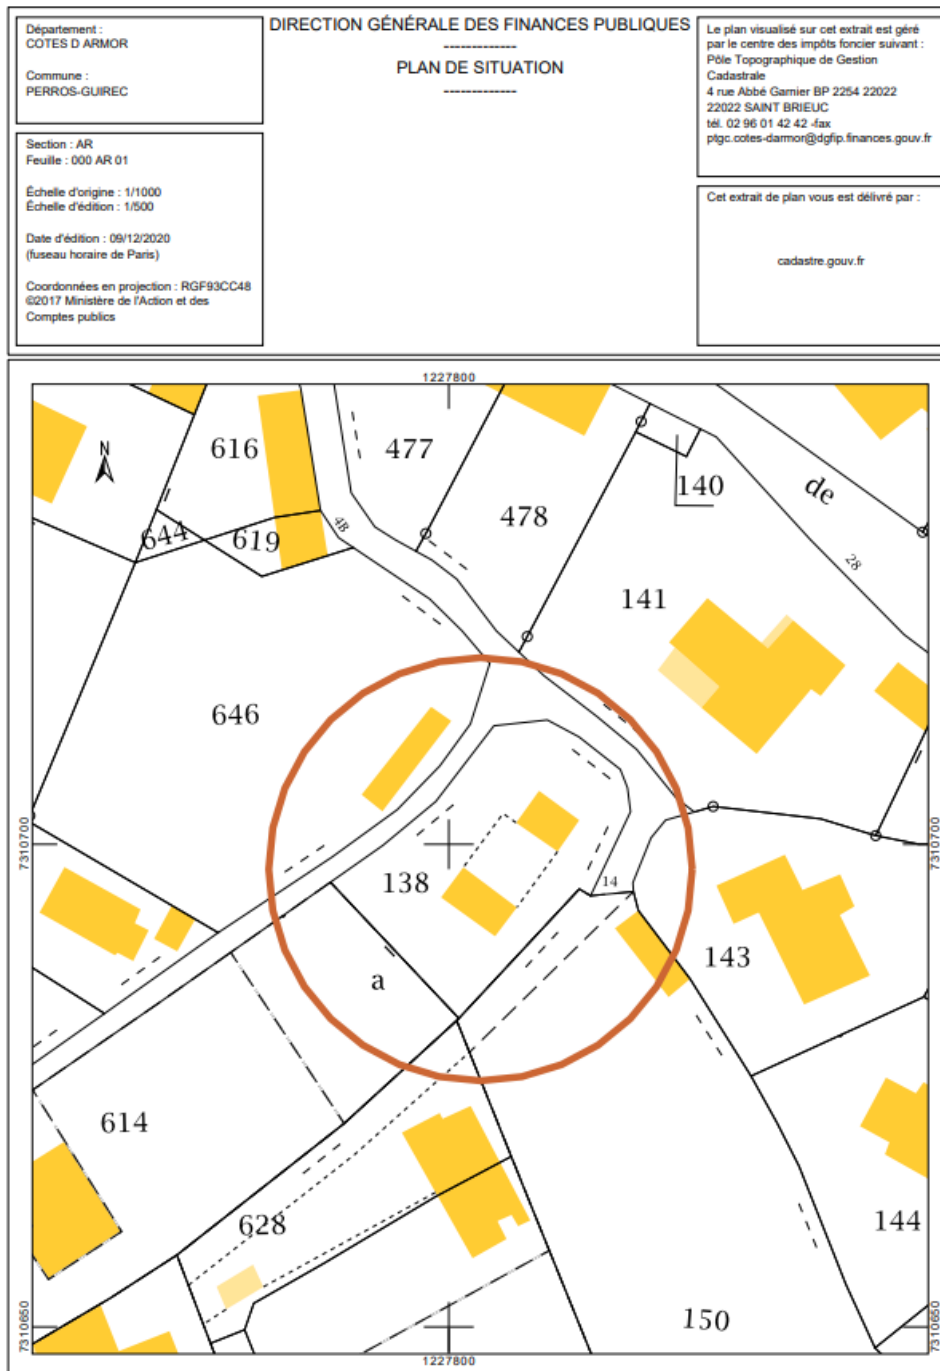 Département :
COTES D ARMOR
Commune :
PERROS-GUIREC
Section : AR
Feuille : 000 AR 01
Échelle d'origine : 1/1000
Échelle d'édition : 1/500
Date d'édition : 09/12/2020
(fuseau horaire de Paris)
Coordonnées en projection : RGF93CC48
©2017 Ministère de l'Action et des
Comptes publics
DIRECTION GÉNÉRALE DES FINANCES PUBLIQUES
-------------
PLAN DE SITUATION
-------------
Le plan visualisé sur cet extrait est géré
par le centre des impôts foncier suivant :
Pôle Topographique de Gestion
Cadastrale
4 rue Abbé Garnier BP 2254 22022
22022 SAINT BRIEUC
tél. 02 96 01 42 42 -fax
ptgc.cotes-darmor@dgfip.finances.gouv.fr
Cet extrait de plan vous est délivré par :
cadastre.gouv.fr
1227800
N
616
477
140
de
478
4B
644
619
28
141
646
7310700
7310700
138
14
143
a
614
628
144
150
7310650
7310650
1227800